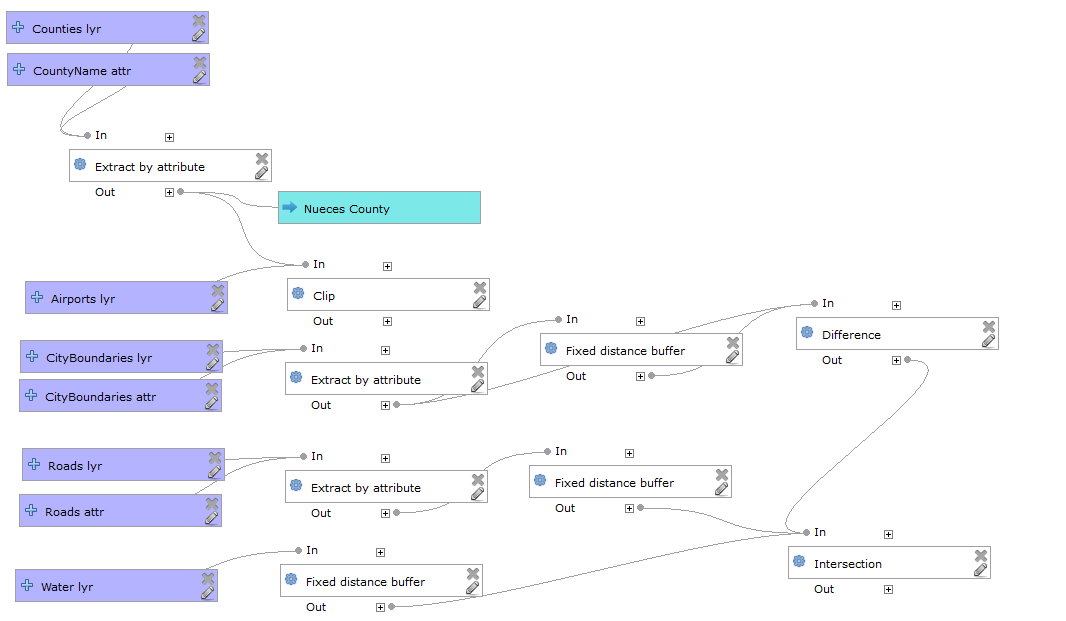 Counties lyr
CountyName attr
In
Extract by attribute
Out
Nueces County
In
Airports lyr
Clip
Out
In
Difference
Out
In
Fixed distance buffer
Out
In
CityBoundaries lyr
CityBoundaries attr
Extract by attribute
Out
In
Roads lyr
Roads attr
Extract by attribute
Out
In
Fixed distance buffer
Out
In
Water lyr
Fixed distance buffer
Out
In
Intersection
Out